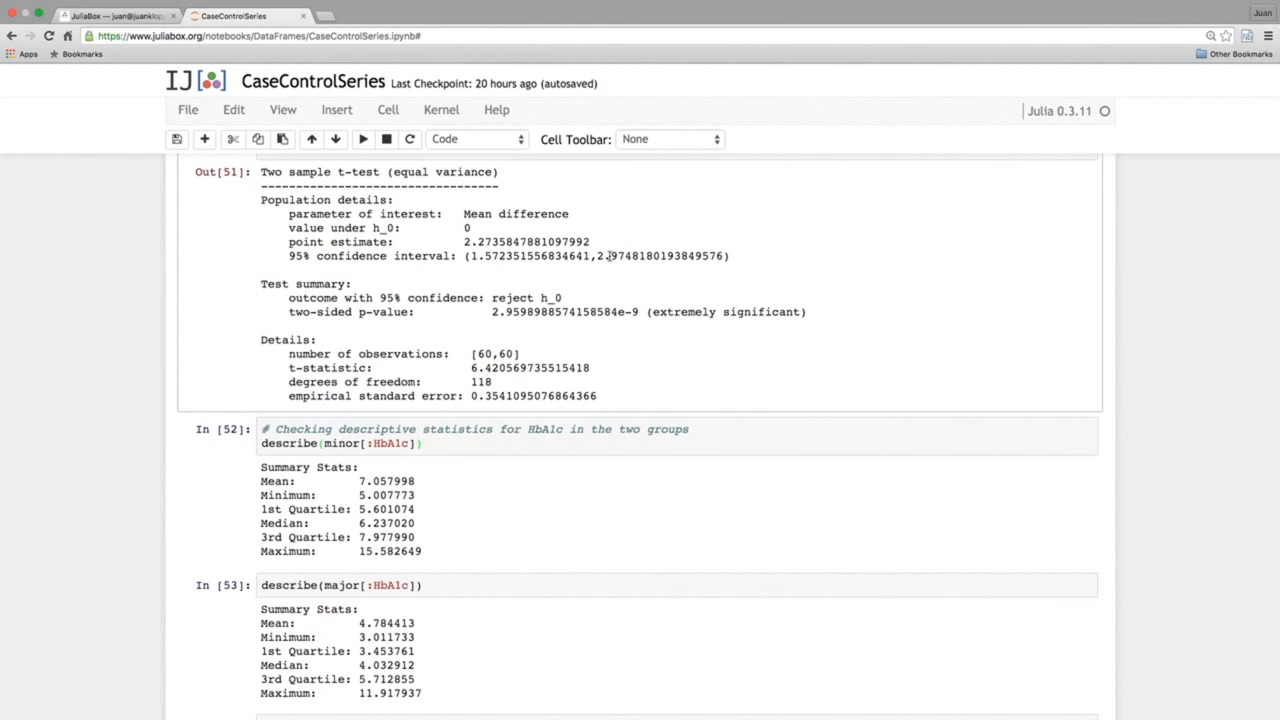 JuliaBox — juan@juanklopp
CaseControlSeries
Juan
https://www.juliabox.org/notebooks/DataFrames/CaseControlSeries.ipynb#
Apps
Bookmarks
Other Bookmarks
IJ
CaseControlSeries Last Checkpoint: 20 hours ago (autosaved)
File Edit View Insert Cell Kernel Help
Julia 0.3.11
Code
Cell Toolbar: None
Out[51]: Two sample t-test (equal variance)
----------------------------------
Population details:
parameter of interest: Mean difference
value under h_0: 0
point estimate: 2.2735847881097992
95% confidence interval: (1.572351556834641,2.9748180193849576)
Test summary:
outcome with 95% confidence: reject h_0
two-sided p-value: 2.9598988574158584e-9 (extremely significant)
Details:
number of observations: [60,60]
t-statistic: 6.420569735515418
degrees of freedom: 118
empirical standard error: 0.3541095076864366
In [52]: # Checking descriptive statistics for HbA1c in the two groups
describe(minor[:HbA1c])
Summary Stats:
Mean: 7.057998
Minimum: 5.007773
1st Quartile: 5.601074
Median: 6.237020
3rd Quartile: 7.977990
Maximum: 15.582649
In [53]: describe(major[:HbA1c])
Summary Stats:
Mean: 4.784413
Minimum: 3.011733
1st Quartile: 3.453761
Median: 4.032912
3rd Quartile: 5.712855
Maximum: 11.917937